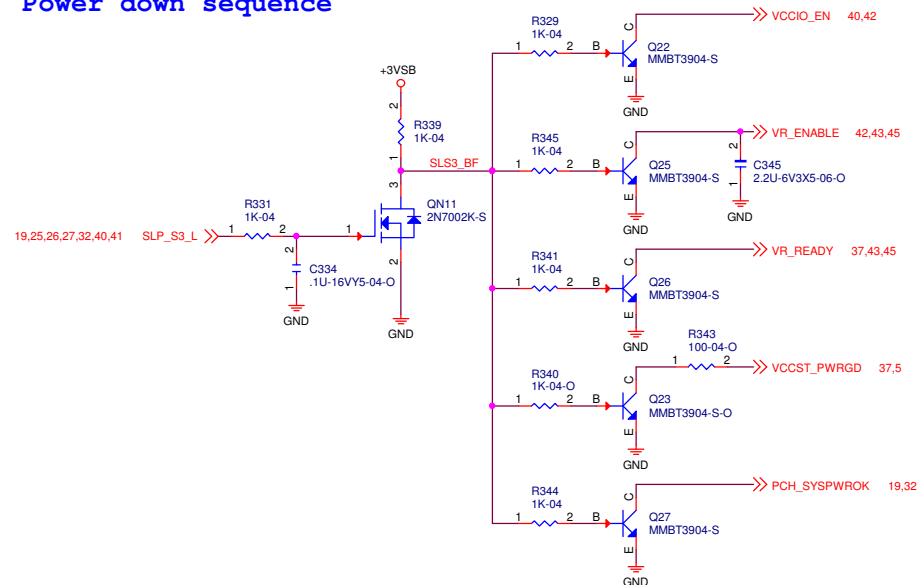 Power down sequence
VCCIO_EN 40,42
R329
1K-04
1 2 B C E
Q22
MMBT3904-S
GND
+3VSB
2
R339
1K-04
1
SLS3_BF
R345
1K-04
1 2 B C E
Q25
MMBT3904-S
GND
VR_ENABLE 42,43,45
2
C345
2.2U-6V3X5-06-O
1
GND
R331
1K-04
19,25,26,27,32,40,41 SLP_S3_L 1 2
2
C334
.1U-16VY5-04-O
1
GND
3
QN11
2N7002K-S
1
2
GND
R341
1K-04
1 2 B C E
Q26
MMBT3904-S
GND
VR_READY 37,43,45
R343
100-04-O
1 2
VCCST_PWRGD 37,5
R340
1K-04-O
1 2 B C E
Q23
MMBT3904-S-O
GND
R344
1K-04
1 2 B C E
Q27
MMBT3904-S
GND
PCH_SYSPWROK 19,32